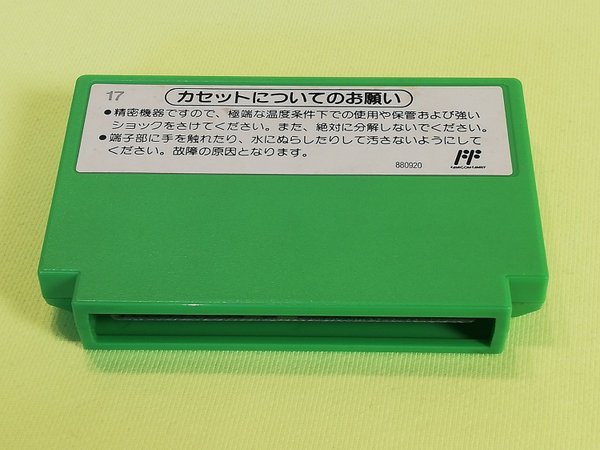 17
カセットについてのお願い
●精密機器ですので、極端な温度条件下での使用や保管および強い
ショックをさけてください。また、絶対に分解しないでください。
●端子部に手を触れたり、水にぬらしたりして汚さないようにして
ください。故障の原因となります。
880920
FAMILY COMPUTER